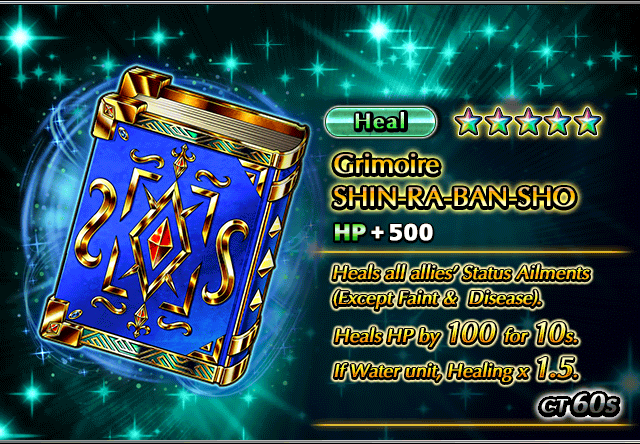 Heal
Grimoire
SHIN-RA-BAN-SHO
HP + 500
Heals all allies' Status Ailments
(Except Faint & Disease).
Heals HP by 100 for 10s.
If Water unit, Healing x 1.5.
CT 60s